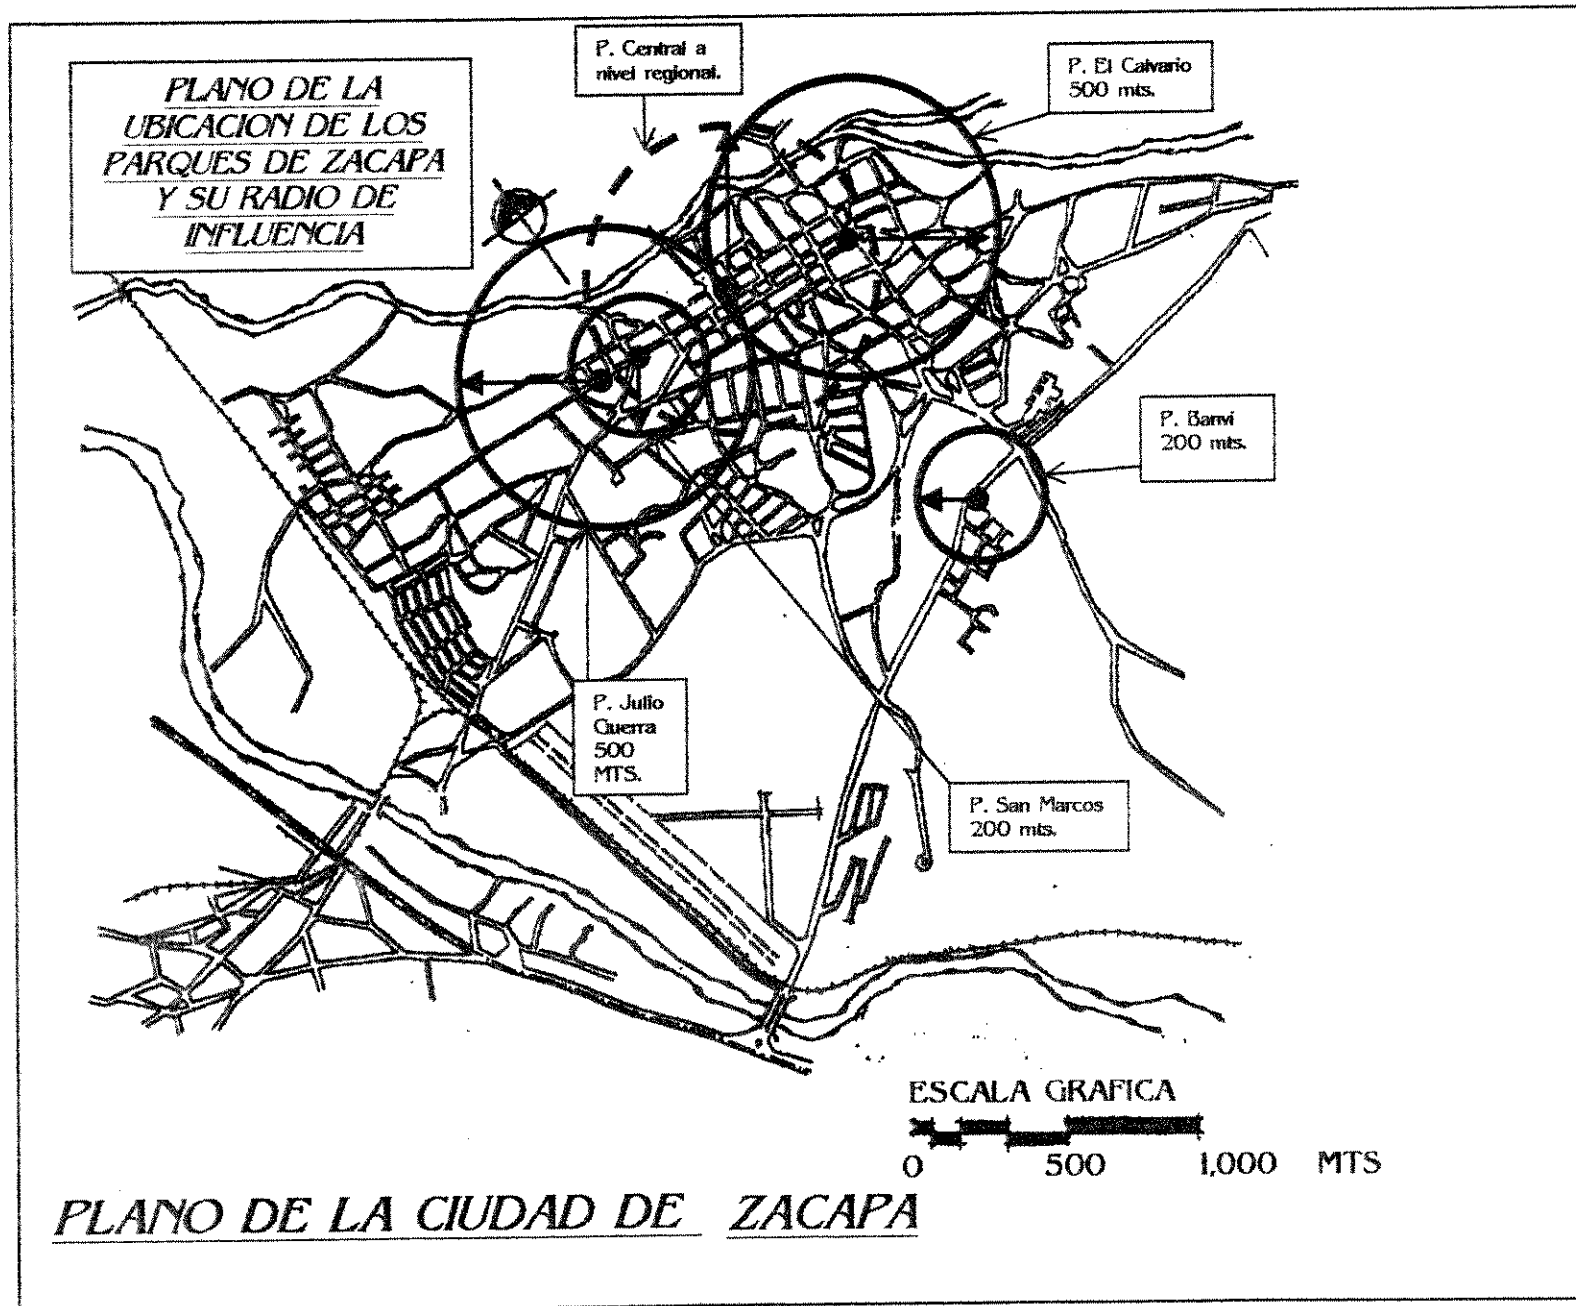 PLANO DE LA
UBICACION DE LOS
PARQUES DE ZACAPA
Y SU RADIO DE
INFLUENCIA
P. Central a
nivel regional.
P. El Calvario
500 mts.
P. Banvi
200 mts.
P. Julio
Guerra
500
MTS.
P. San Marcos
200 mts.
ESCALA GRAFICA
0 500 1,000 MTS
PLANO DE LA CIUDAD DE ZACAPA